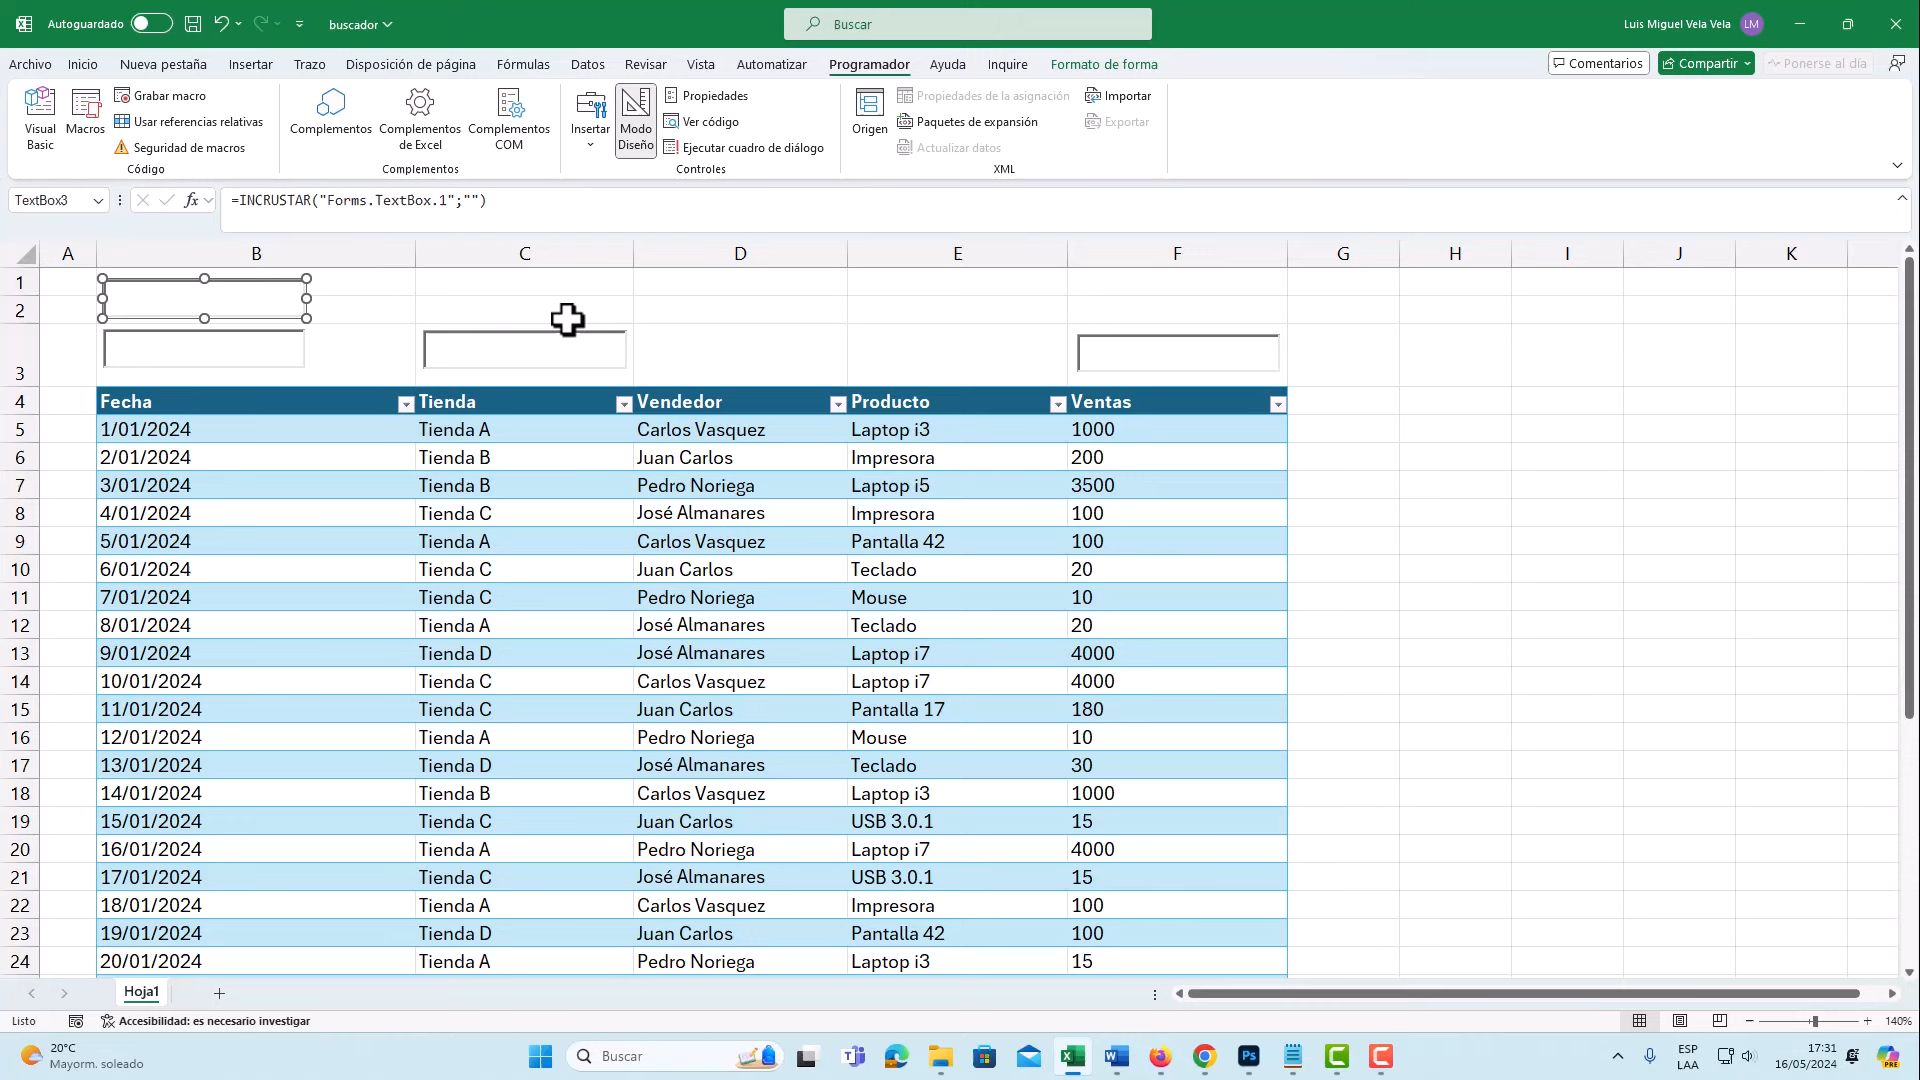 Autoguardado
buscador
Buscar
Luis Miguel Vela Vela LM
Archivo Inicio Nueva pestaña Insertar Trazo Disposición de página Fórmulas Datos Revisar Vista Automatizar Programador Ayuda Inquire Formato de forma
Comentarios Compartir Ponerse al día
Visual Basic
Macros
Grabar macro
Usar referencias relativas
Seguridad de macros
Código
Complementos
Complementos de Excel
Complementos COM
Complementos
Insertar
Modo Diseño
Propiedades
Ver código
Ejecutar cuadro de diálogo
Controles
Origen
Propiedades de la asignación
Paquetes de expansión
Actualizar datos
Importar
Exportar
XML
TextBox3 fx =INCRUSTAR("Forms.TextBox.1";"")
A B C D E F G H I J K
1
2
3
4 Fecha Tienda Vendedor Producto Ventas
5 1/01/2024 Tienda A Carlos Vasquez Laptop i3 1000
6 2/01/2024 Tienda B Juan Carlos Impresora 200
7 3/01/2024 Tienda B Pedro Noriega Laptop i5 3500
8 4/01/2024 Tienda C José Almanares Impresora 100
9 5/01/2024 Tienda A Carlos Vasquez Pantalla 42 100
10 6/01/2024 Tienda C Juan Carlos Teclado 20
11 7/01/2024 Tienda C Pedro Noriega Mouse 10
12 8/01/2024 Tienda A José Almanares Teclado 20
13 9/01/2024 Tienda D José Almanares Laptop i7 4000
14 10/01/2024 Tienda C Carlos Vasquez Laptop i7 4000
15 11/01/2024 Tienda C Juan Carlos Pantalla 17 180
16 12/01/2024 Tienda A Pedro Noriega Mouse 10
17 13/01/2024 Tienda D José Almanares Teclado 30
18 14/01/2024 Tienda B Carlos Vasquez Laptop i3 1000
19 15/01/2024 Tienda C Juan Carlos USB 3.0.1 15
20 16/01/2024 Tienda A Pedro Noriega Laptop i7 4000
21 17/01/2024 Tienda C José Almanares USB 3.0.1 15
22 18/01/2024 Tienda A Carlos Vasquez Impresora 100
23 19/01/2024 Tienda D Juan Carlos Pantalla 42 100
24 20/01/2024 Tienda A Pedro Noriega Laptop i3 15
Hoja1
Listo Accesibilidad: es necesario investigar 140%
20°C
Mayorm. soleado
Buscar
ESP
LAA
17:31
16/05/2024